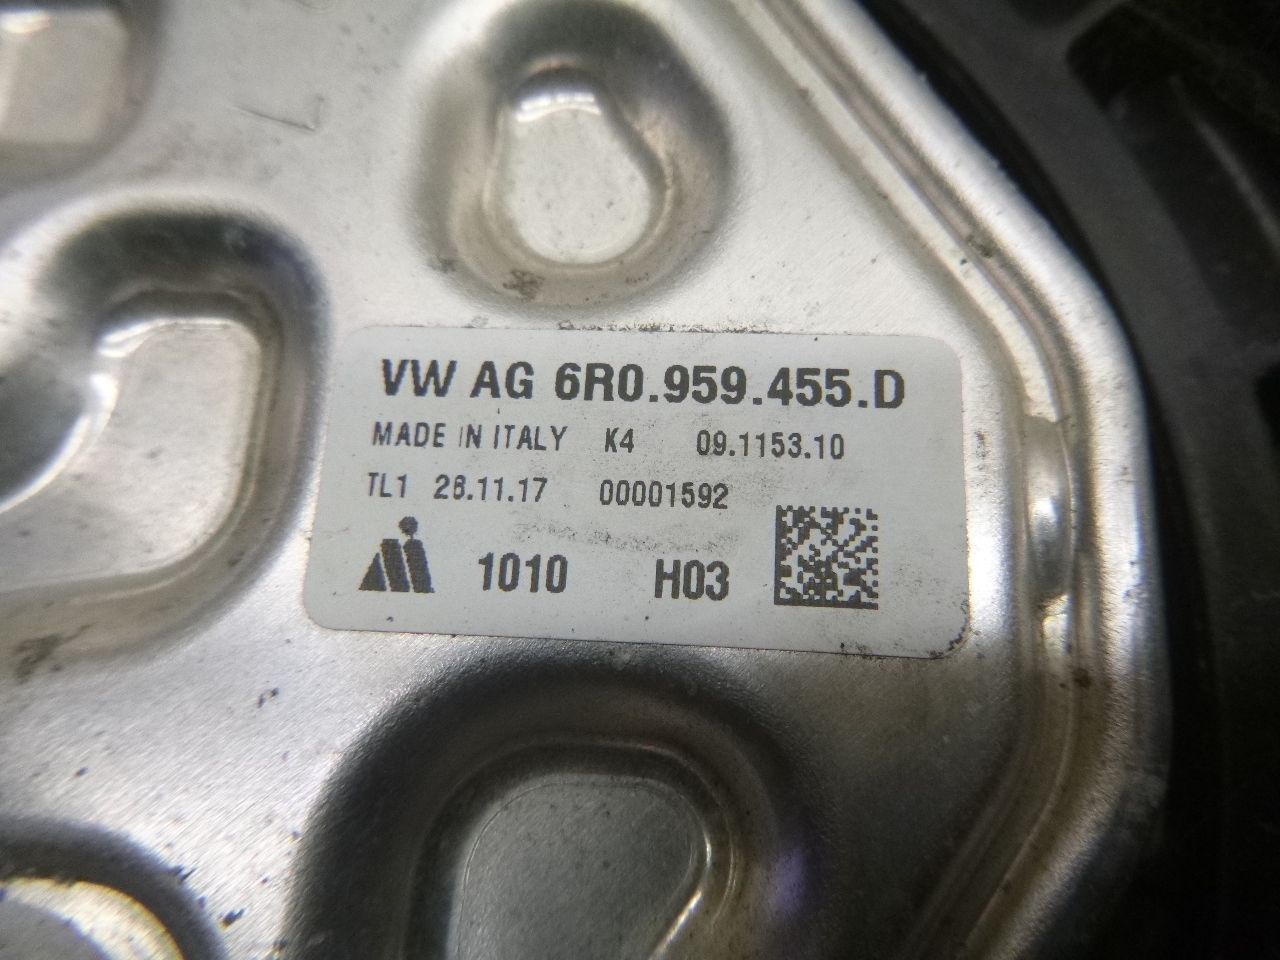 VW AG 6R0.959.455.D
MADE IN ITALY K4 09.1153.10
TL1 28.11.17 00001592
1010 H03